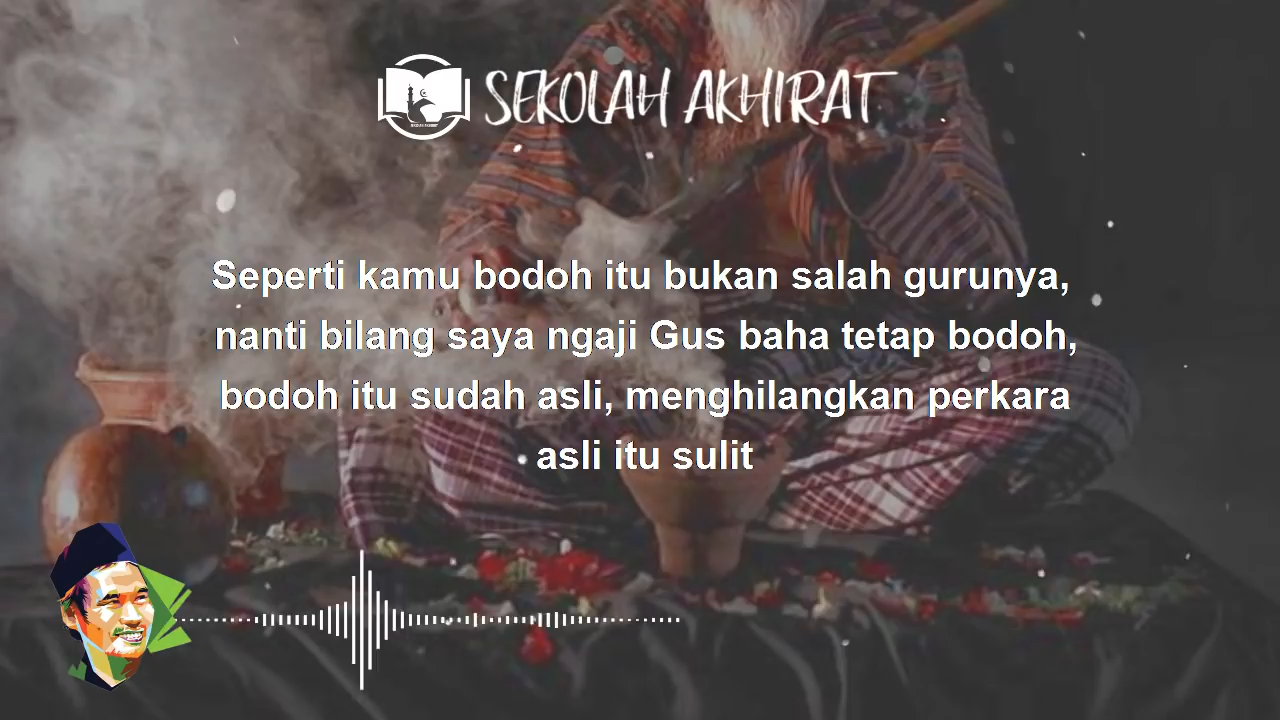 SEKOLAH AKHIRAT
Seperti kamu bodoh itu bukan salah gurunya,
nanti bilang saya ngaji Gus baha tetap bodoh,
bodoh itu sudah asli, menghilangkan perkara
asli itu sulit